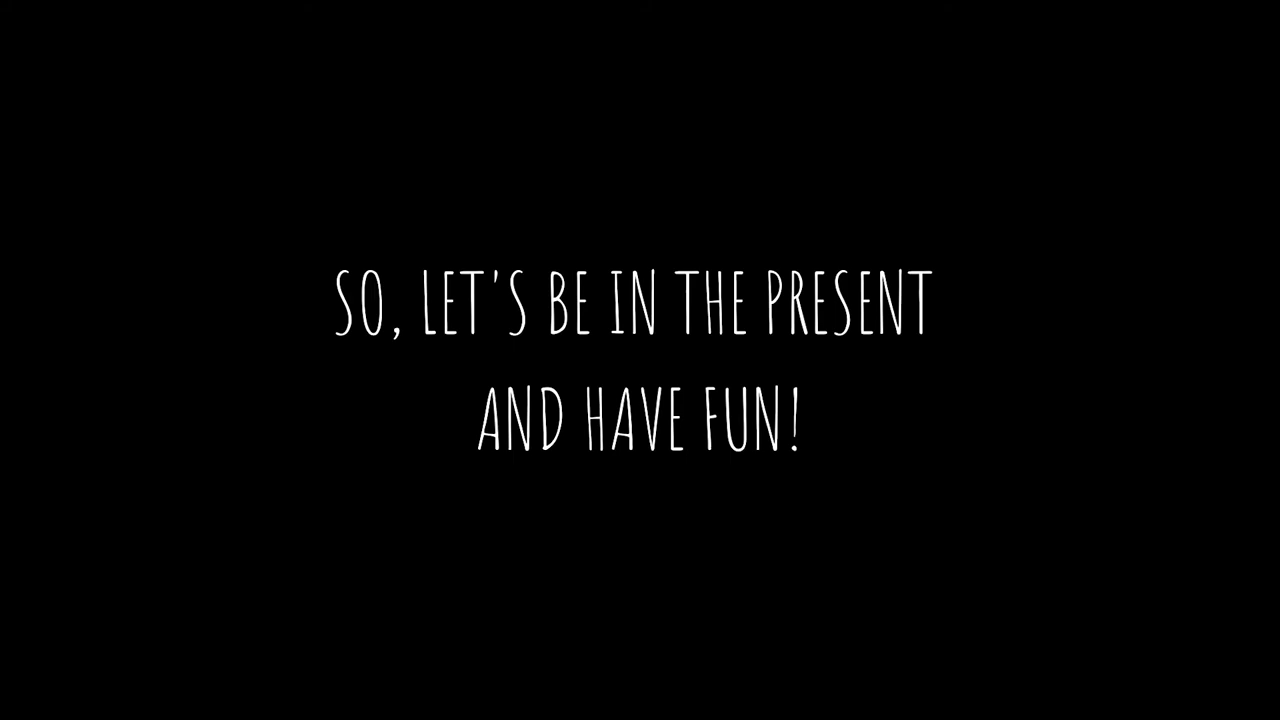 SO, LET'S BE IN THE PRESENT
AND HAVE FUN!